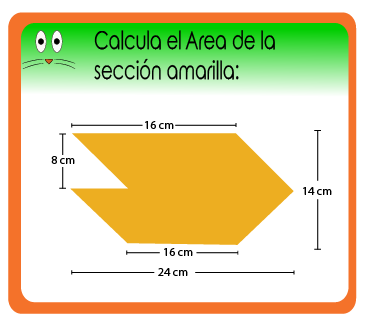 Calcula el Area de la
sección amarilla:
16 cm
8 cm
14 cm
16 cm
24 cm